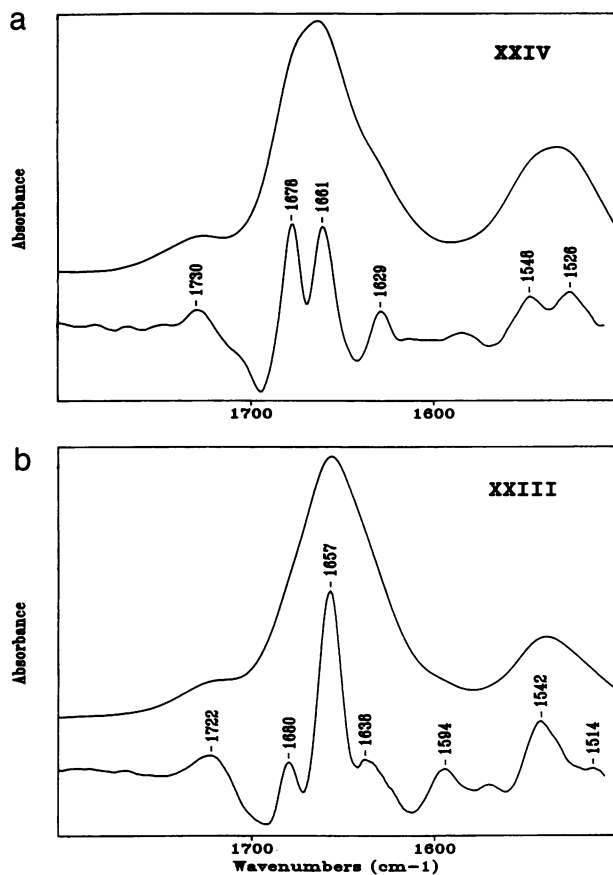 a
XXIV
Absorbance
- 1730
- 1678
- 1661
- 1629
- 1548
- 1526
1700
1600
b
XXIII
Absorbance
- 1722
- 1680
- 1657
- 1638
- 1594
- 1542
- 1514
1700
1600
Wavenumbers (cm-1)